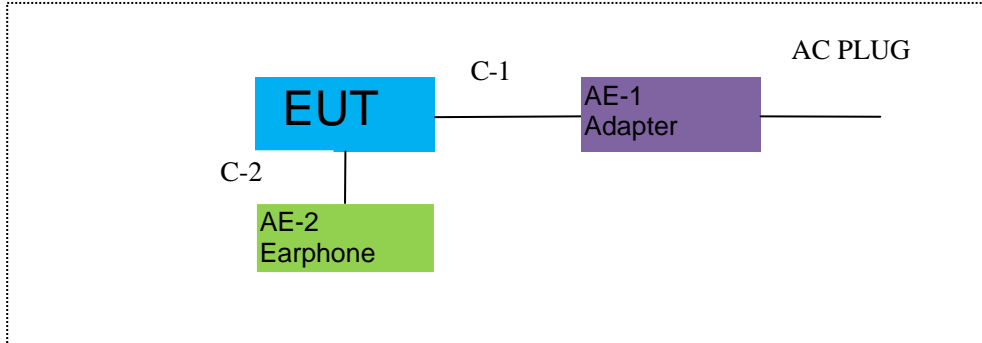 AC PLUG
C-1
EUT
AE-1
Adapter
C-2
AE-2
Earphone